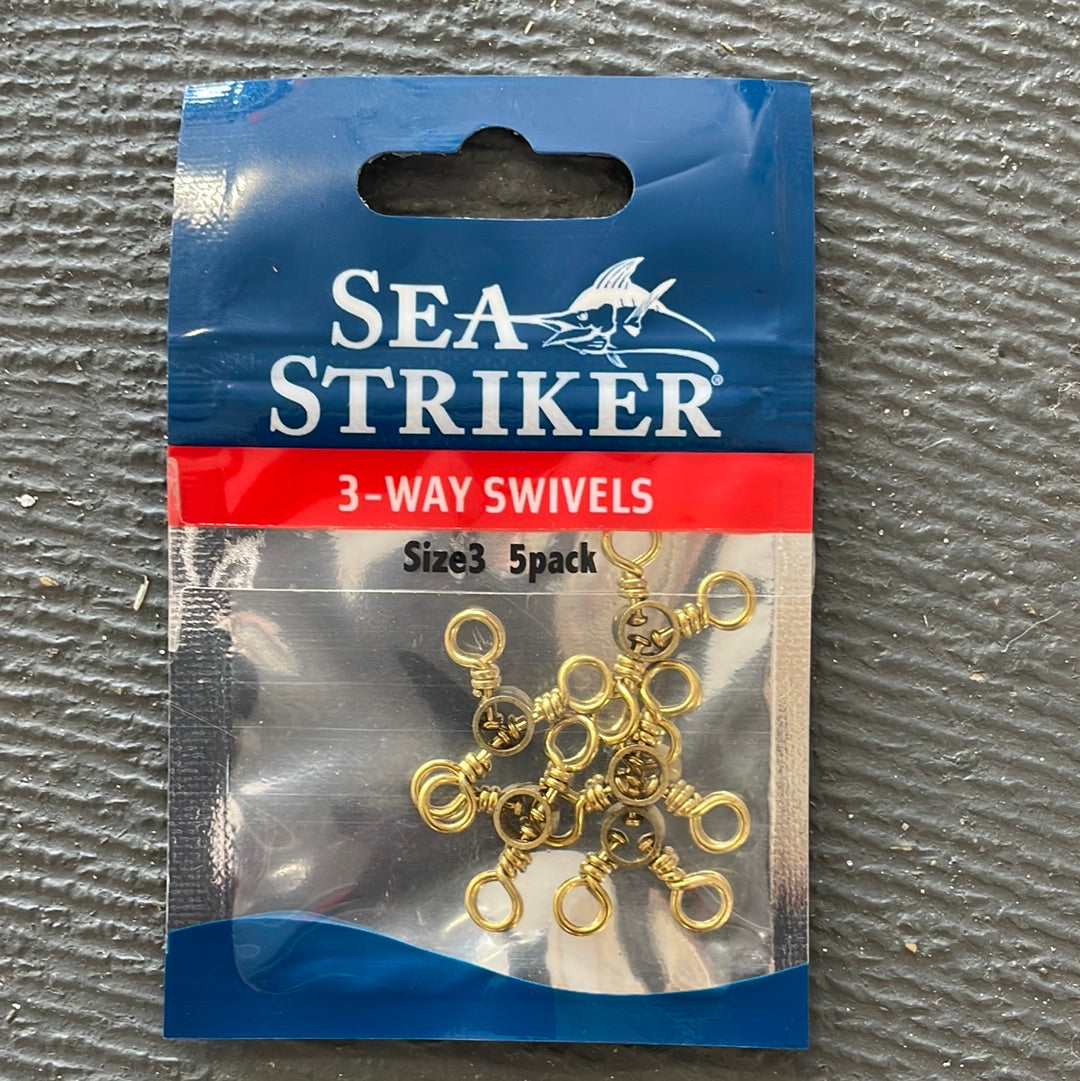 SEA
STRIKER®
3-WAY SWIVELS
Size3 5pack